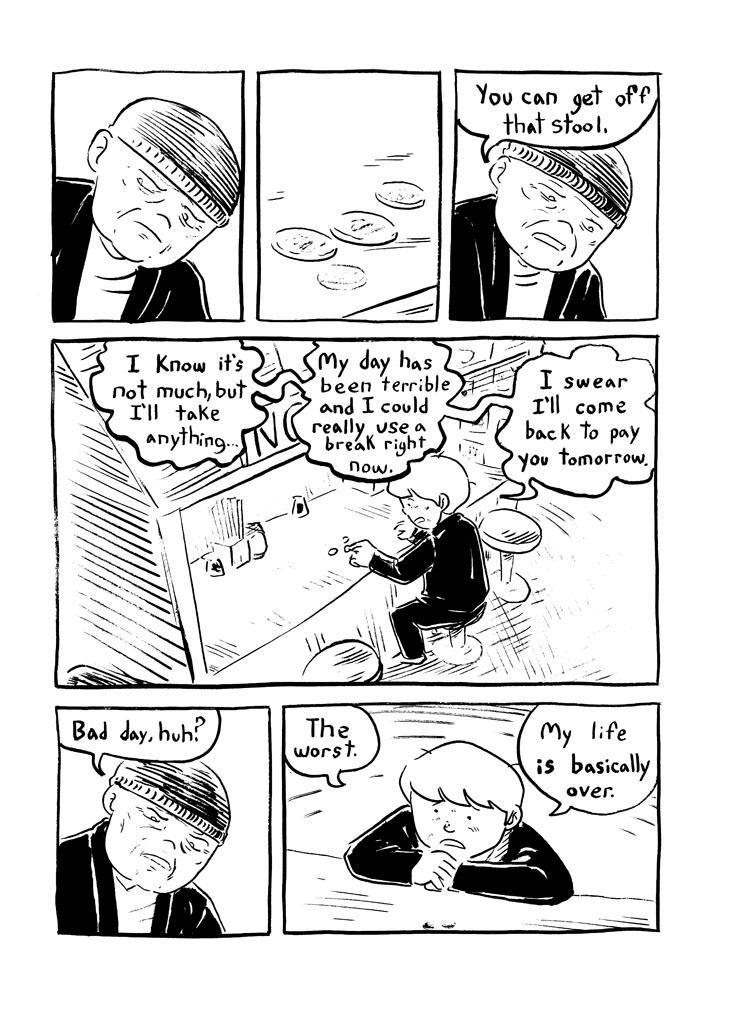 You can get off
that stool.
I know it's
not much, but
I'll take
anything...
My day has
been terrible
and I could
really use a
break right
now.
I swear
I'll come
back to pay
you tomorrow.
NO
Bad day, huh?
The
worst.
My life
is basically
over.